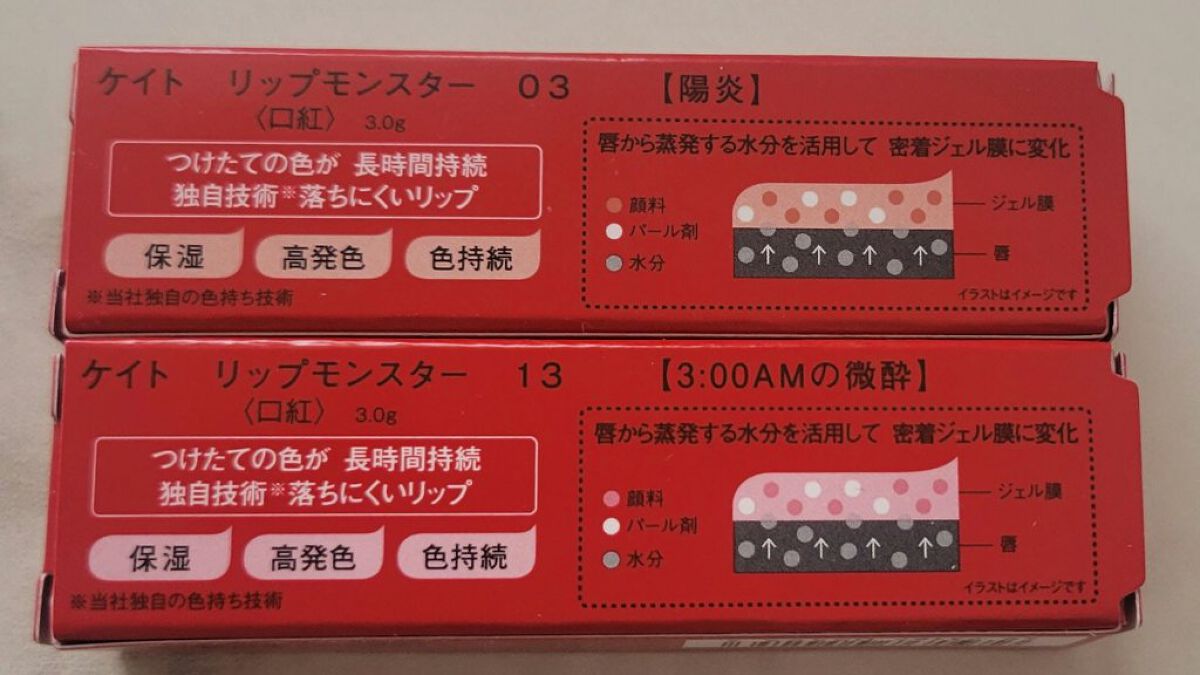 ケイト リップモンスター 03 【陽炎】
〈口紅〉 3.0g
つけたての色が 長時間持続
独自技術※落ちにくいリップ
保湿 高発色 色持続
※当社独自の色持ち技術
唇から蒸発する水分を活用して 密着ジェル膜に変化
顔料
パール剤
水分
ジェル膜
唇
イラストはイメージです
ケイト リップモンスター 13 【3:00AMの微酔】
〈口紅〉 3.0g
つけたての色が 長時間持続
独自技術※落ちにくいリップ
保湿 高発色 色持続
※当社独自の色持ち技術
唇から蒸発する水分を活用して 密着ジェル膜に変化
顔料
パール剤
水分
ジェル膜
唇
イラストはイメージです